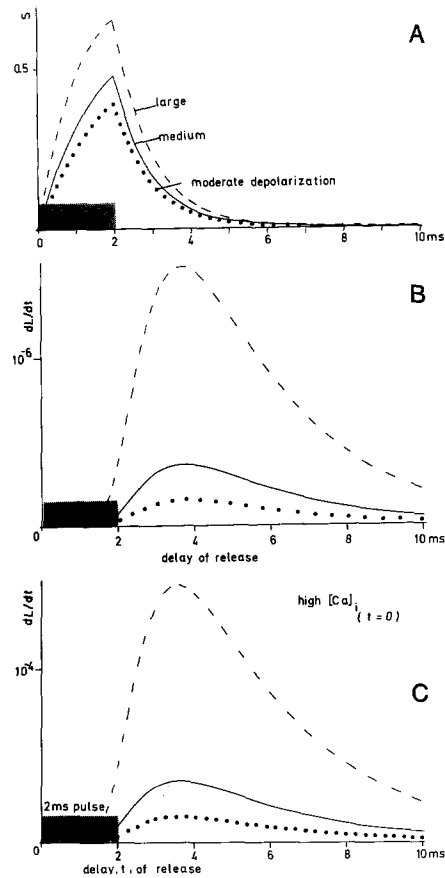 S
A
0.5
large
medium
moderate depolarization
0 2 4 6 8 10 ms
B
dL/dt
10-6
0 2 4 6 8 10 ms
delay of release
high [Ca]i (t=0)
dL/dt
10-4
C
2ms pulse,
0 2 4 6 8 10 ms
delay, t, of release